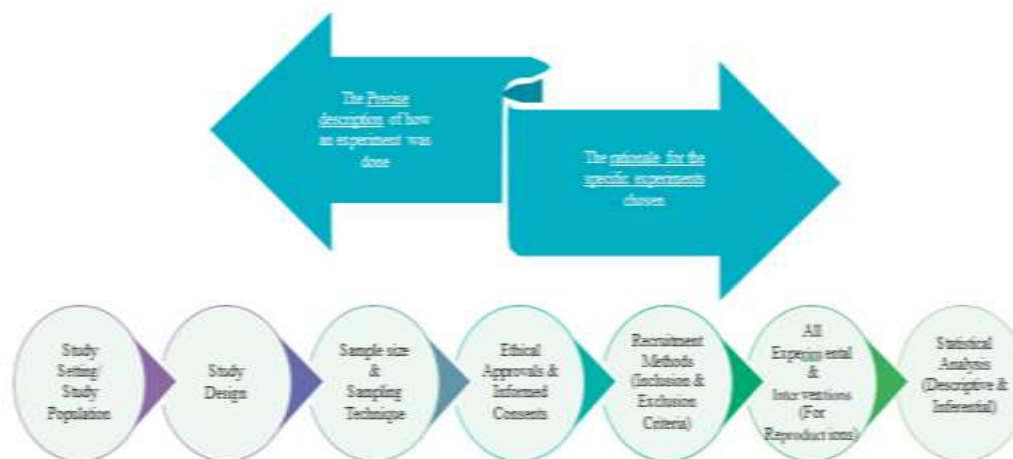 The Precise
description of how
an experiment was
done
The rationale for the
specific experiments
chosen
Study
Setting/
Study
Population
Study
Design
Sample size
&
Sampling
Technique
Ethical
Approvals &
Informed
Consents
Recruitment
Methods
(Inclusion &
Exclusion
Criteria)
All
Experimental
&
Interventions
(For
Reproductions)
Statistical
Analysis
(Descriptive &
Inferential)